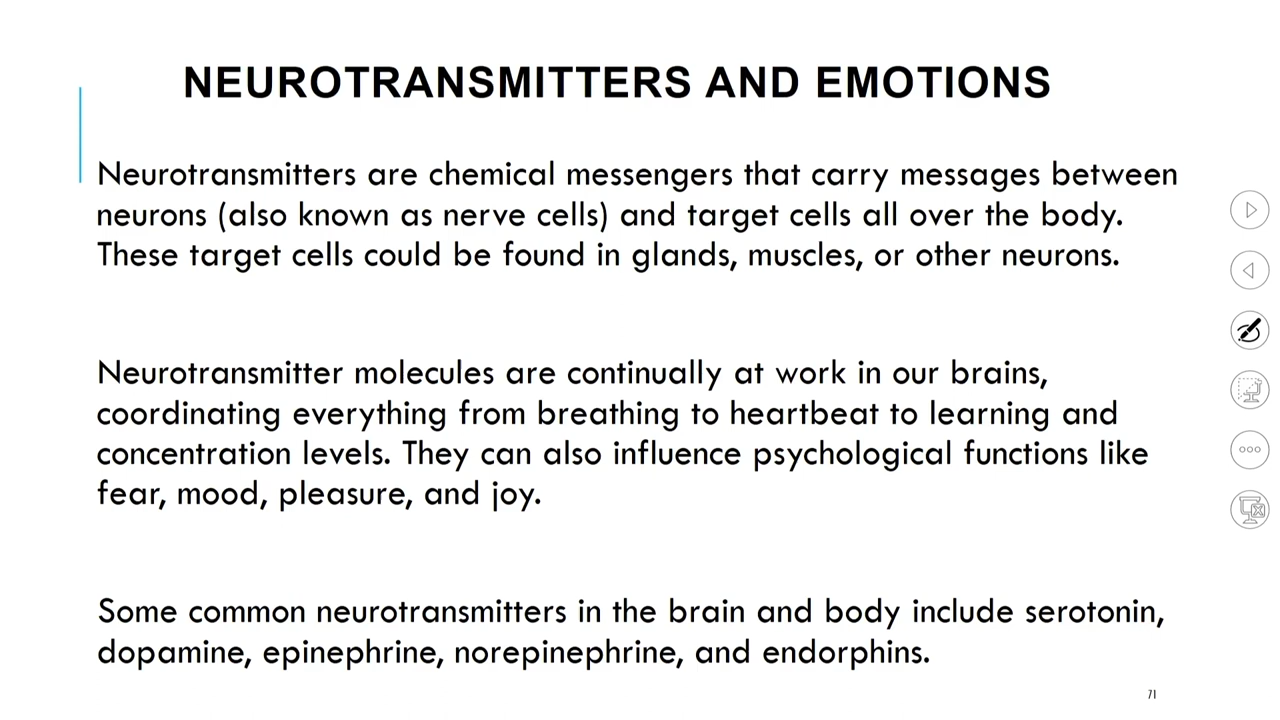 NEUROTRANSMITTERS AND EMOTIONS
Neurotransmitters are chemical messengers that carry messages between
neurons (also known as nerve cells) and target cells all over the body.
These target cells could be found in glands, muscles, or other neurons.
Neurotransmitter molecules are continually at work in our brains,
coordinating everything from breathing to heartbeat to learning and
concentration levels. They can also influence psychological functions like
fear, mood, pleasure, and joy.
Some common neurotransmitters in the brain and body include serotonin,
dopamine, epinephrine, norepinephrine, and endorphins.
71